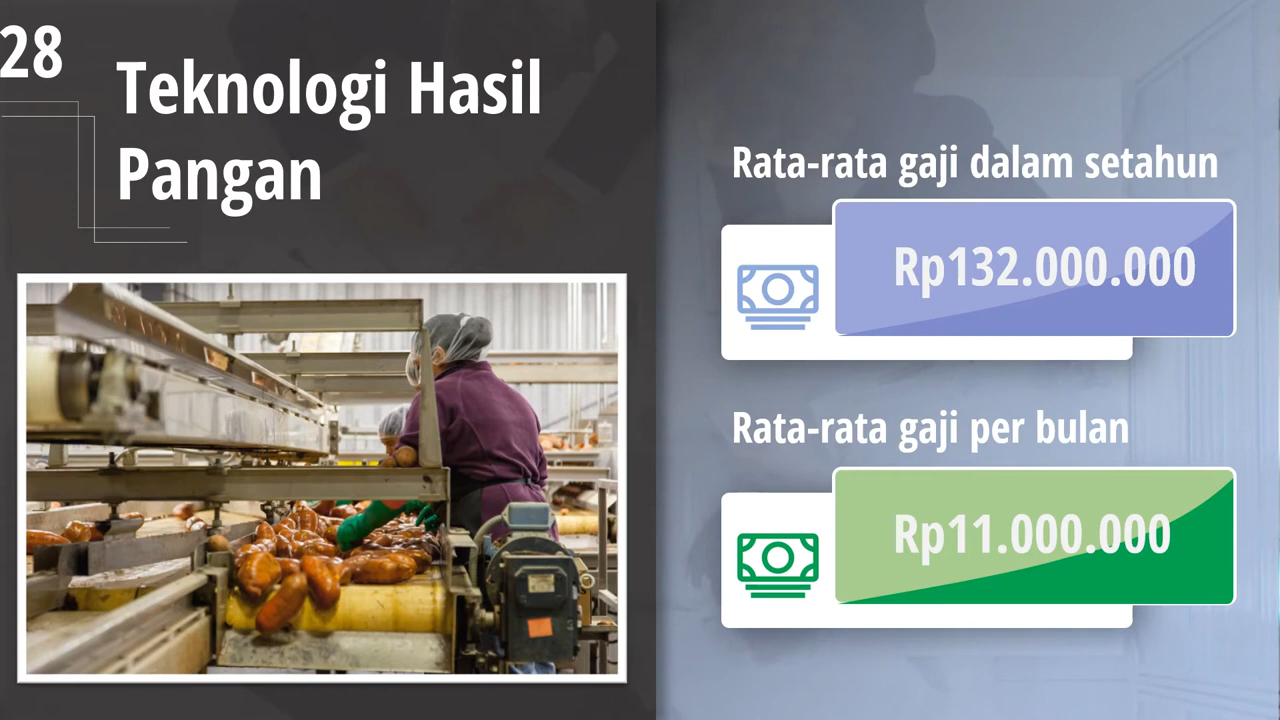 28
Teknologi Hasil
Pangan
Rata-rata gaji dalam setahun
Rp132.000.000
Rata-rata gaji per bulan
Rp11.000.000